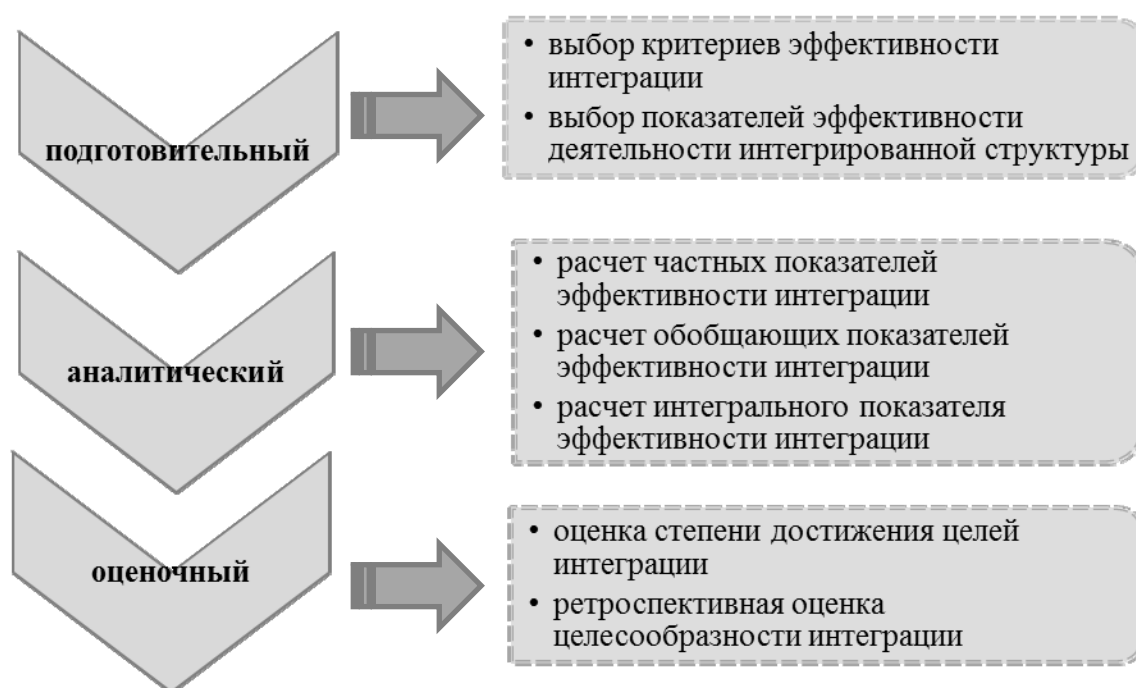 подготовительный
• выбор критериев эффективности
интеграции
• выбор показателей эффективности
деятельности интегрированной структуры
аналитический
• расчет частных показателей
эффективности интеграции
• расчет обобщающих показателей
эффективности интеграции
• расчет интегрального показателя
эффективности интеграции
оценочный
• оценка степени достижения целей
интеграции
• ретроспективная оценка
целесообразности интеграции